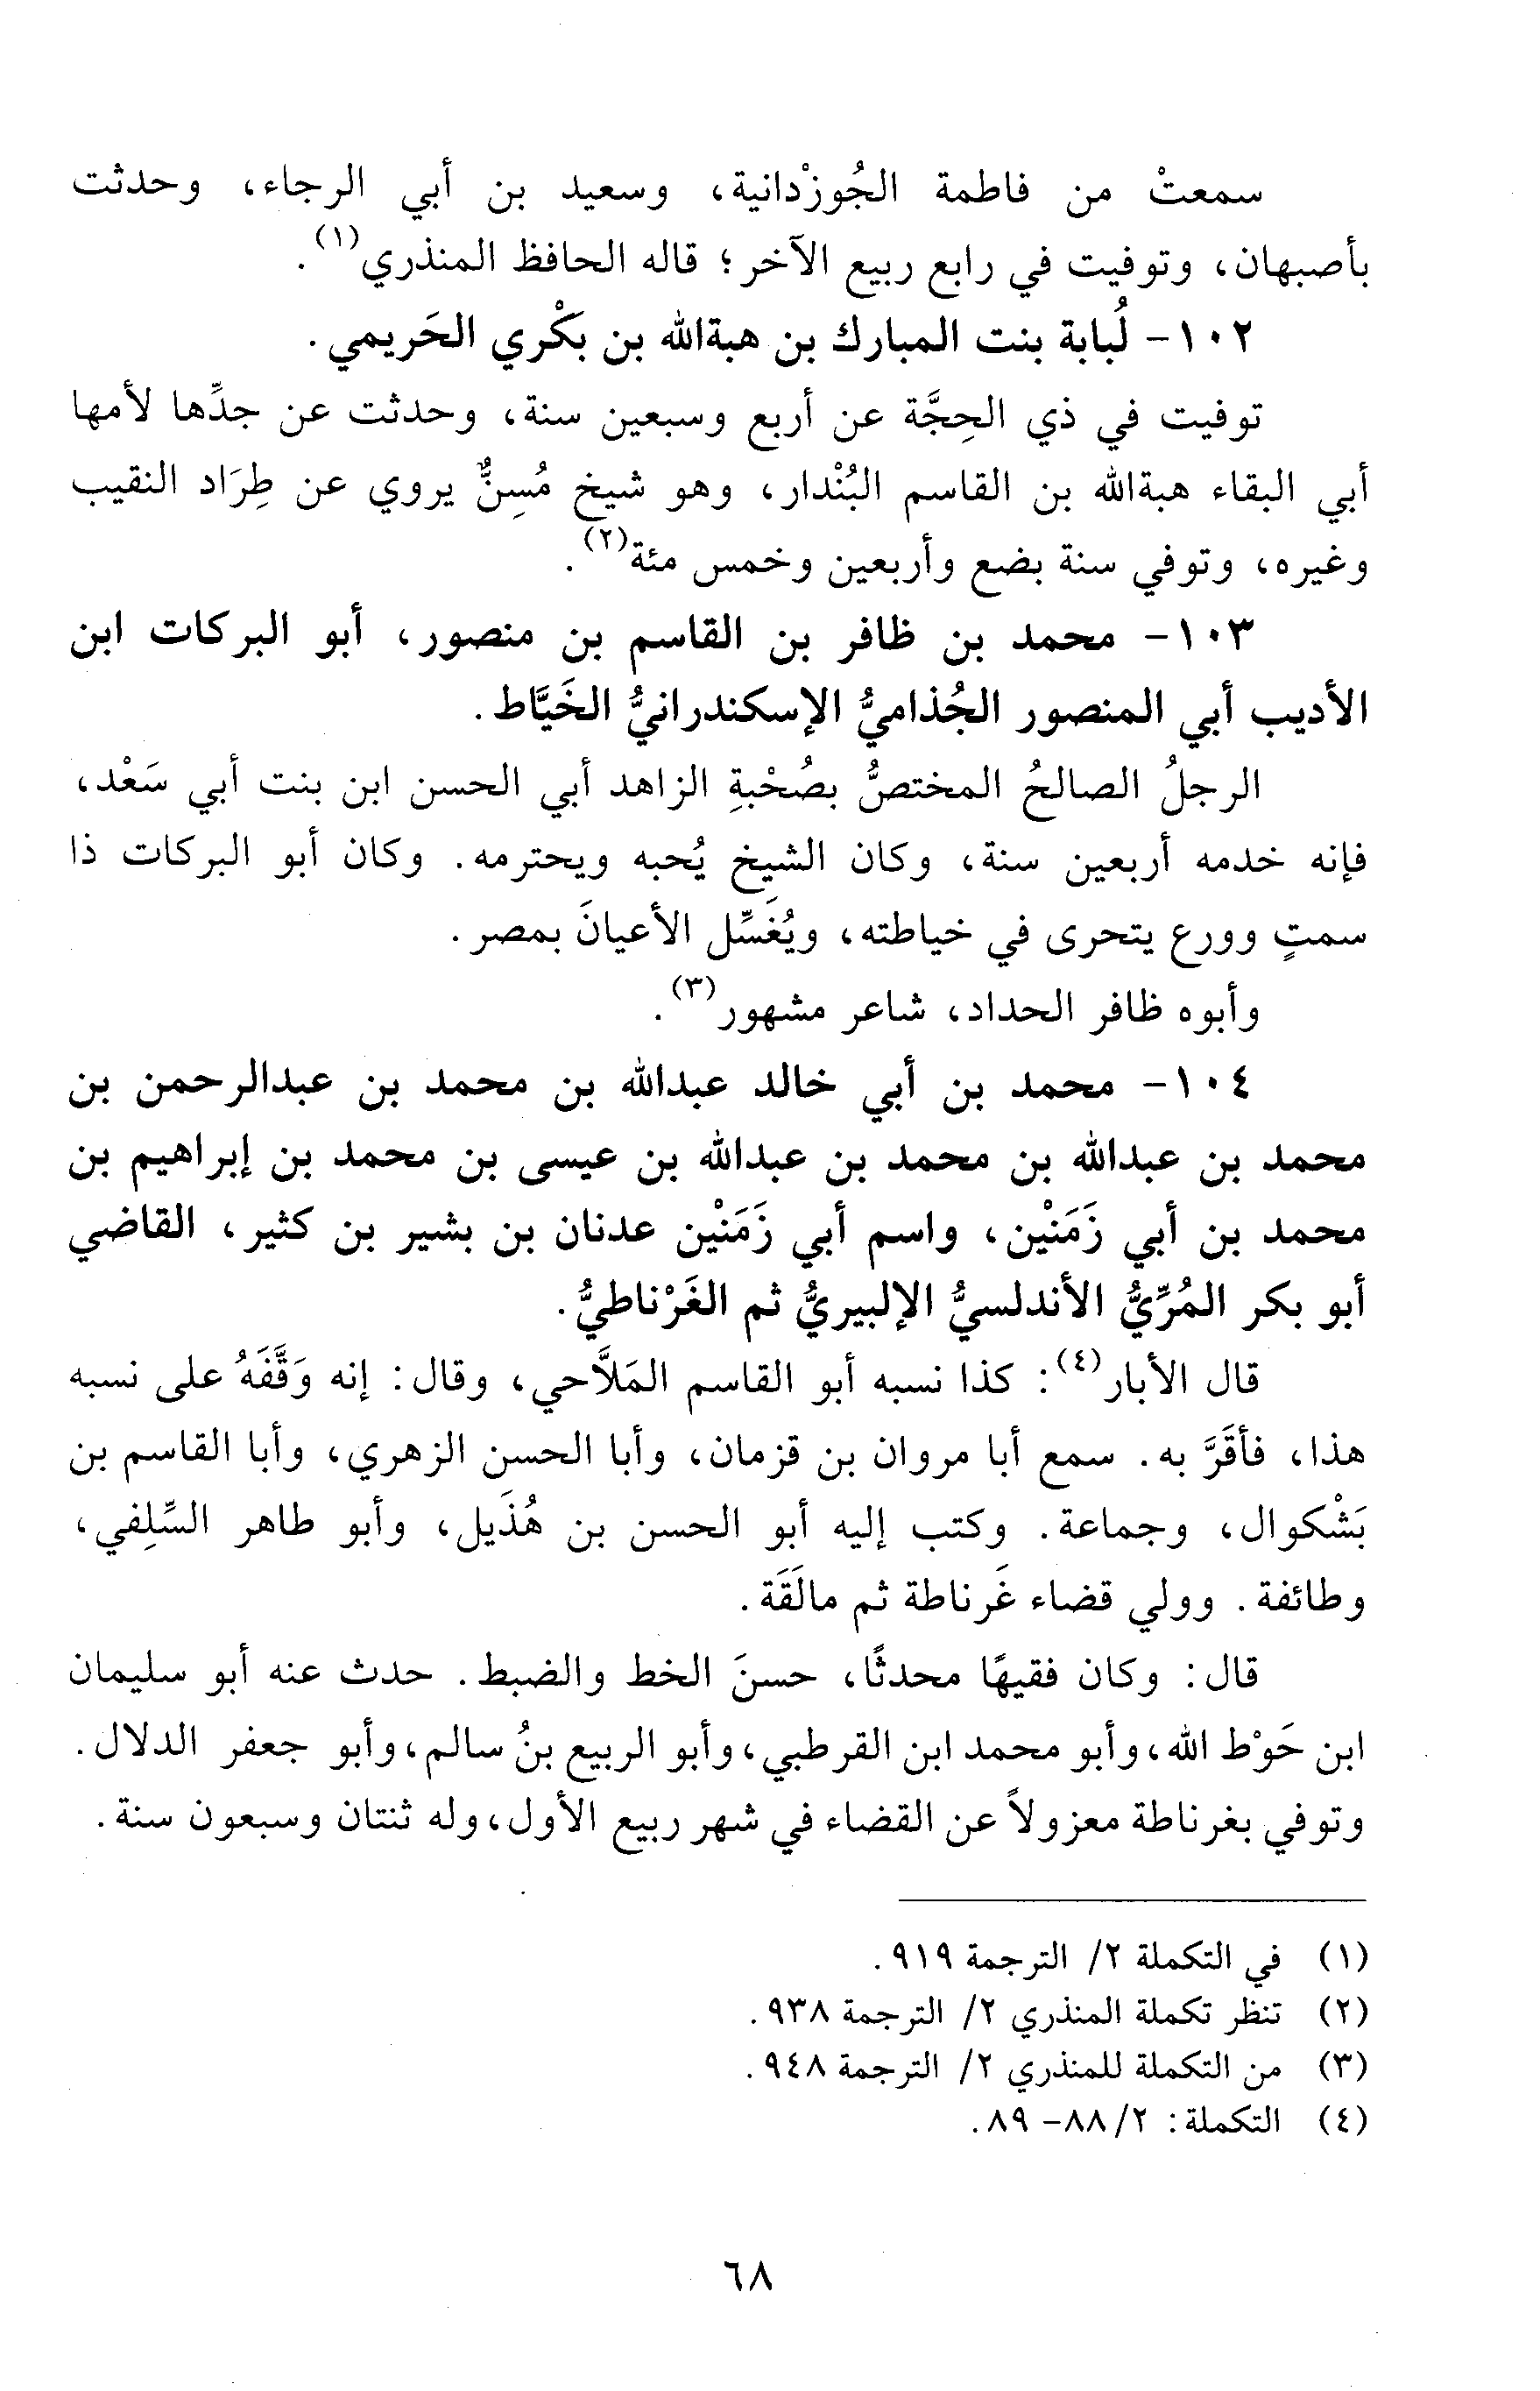 سمعتْ من فاطمة الجُوزْدانية، وسعيد بن أبي الرجاء، وحدثت
بأصبهان، وتوفيت في رابع ربيع الآخر؛ قاله الحافظ المنذري(١).
١٠٢- لُبابة بنت المبارك بن هبةالله بن بكْري الحَريمي.
توفيت في ذي الحِجَّة عن أربع وسبعين سنة، وحدثت عن جدِّها لأمها
أبي البقاء هبةالله بن القاسم البُنْدار، وهو شيخ مُسِنٌّ يروي عن طِرَاد النقيب
وغيره، وتوفي سنة بضع وأربعين وخمس مئة(٢).
١٠٣- محمد بن ظافر بن القاسم بن منصور، أبو البركات ابن
الأديب أبي المنصور الجُذاميُّ الإسكندرانيُّ الخَيَّاط.
الرجلُ الصالحُ المختصُّ بصُحْبةِ الزاهد أبي الحسن ابن بنت أبي سَعْد،
فإنه خدمه أربعين سنة، وكان الشيخ يُحبه ويحترمه. وكان أبو البركات ذا
سمتٍ وورع يتحرى في خياطته، ويُغَسِّل الأعيانَ بمصر.
وأبوه ظافر الحداد، شاعر مشهور(٣).
١٠٤- محمد بن أبي خالد عبدالله بن محمد بن عبدالرحمن بن
محمد بن عبدالله بن محمد بن عبدالله بن عيسى بن محمد بن إبراهيم بن
محمد بن أبي زَمَنْين، واسم أبي زَمَنْين عدنان بن بشير بن كثير، القاضي
أبو بكر المُرِّيُّ الأندلسيُّ الإلبيريُّ ثم الغَرْناطيُّ.
قال الأبار(٤): كذا نسبه أبو القاسم المَلاَّحي، وقال: إنه وَقَّفَهُ على نسبه
هذا، فأقَرَّ به. سمع أبا مروان بن قزمان، وأبا الحسن الزهري، وأبا القاسم بن
بَشْكوال، وجماعة. وكتب إليه أبو الحسن بن هُذَيل، وأبو طاهر السِّلِفي،
وطائفة. وولي قضاء غَرناطة ثم مالَقَة.
قال: وكان فقيهًا محدثًا، حسنَ الخط والضبط. حدث عنه أبو سليمان
ابن حَوْط الله، وأبو محمد ابن القرطبي، وأبو الربيع بنُ سالم، وأبو جعفر الدلال.
وتوفي بغرناطة معزولاً عن القضاء في شهر ربيع الأول، وله ثنتان وسبعون سنة.
(١) في التكملة ٢/ الترجمة ٩١٩.
(٢) تنظر تكملة المنذري ٢/ الترجمة ٩٣٨.
(٣) من التكملة للمنذري ٢/ الترجمة ٩٤٨.
(٤) التكملة: ٢/ ٨٨- ٨٩.
٦٨